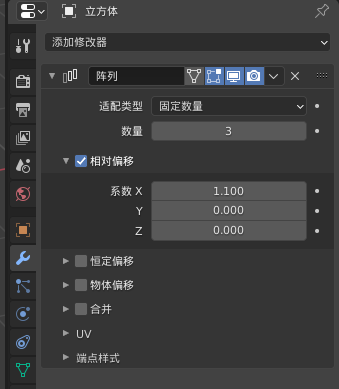 立方体
添加修改器
阵列
适配类型 固定数量
数量 3
相对偏移
系数 X 1.100
Y 0.000
Z 0.000
恒定偏移
物体偏移
合并
UV
端点样式